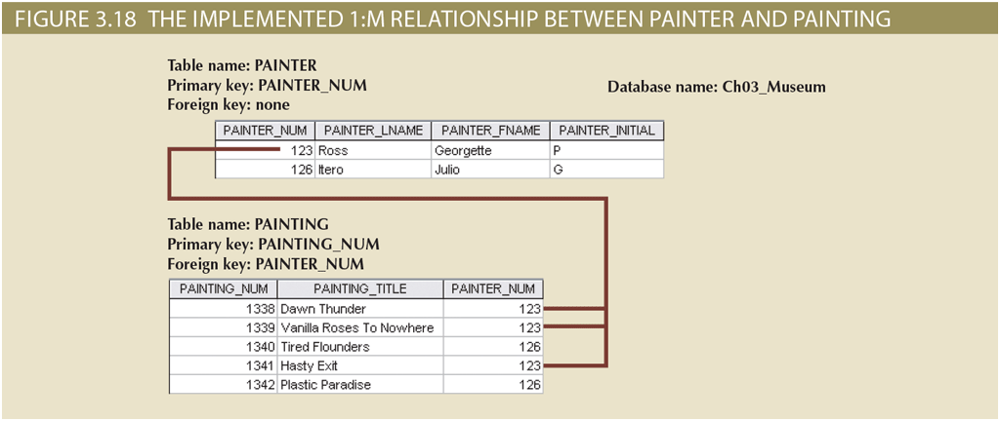 FIGURE 3.18 THE IMPLEMENTED 1:M RELATIONSHIP BETWEEN PAINTER AND PAINTING
Table name: PAINTER
Primary key: PAINTER_NUM
Foreign key: none
Database name: Ch03_Museum
PAINTER_NUM PAINTER_LNAME PAINTER_FNAME PAINTER_INITIAL
123 Ross Georgette P
126 Itero Julio G
Table name: PAINTING
Primary key: PAINTING_NUM
Foreign key: PAINTER_NUM
PAINTING_NUM PAINTING_TITLE PAINTER_NUM
1338 Dawn Thunder 123
1339 Vanilla Roses To Nowhere 123
1340 Tired Flounders 126
1341 Hasty Exit 123
1342 Plastic Paradise 126